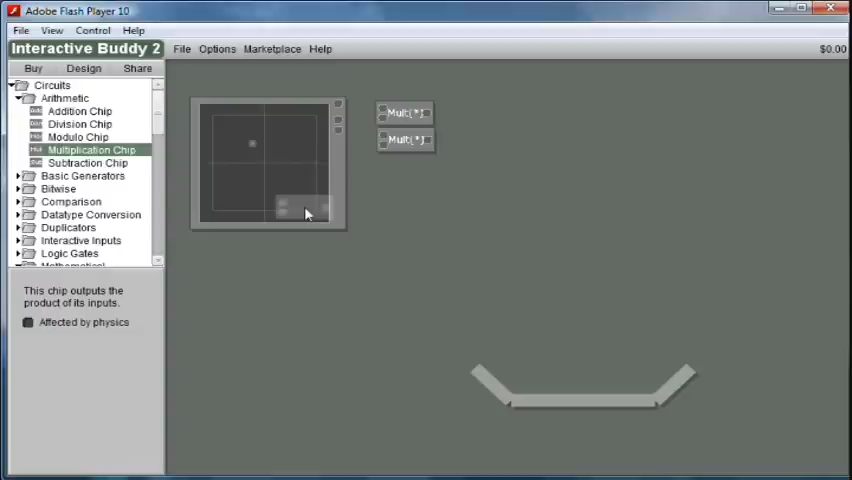 Adobe Flash Player 10
File View Control Help
Interactive Buddy 2 File Options Marketplace Help $0.00
Buy Design Share
Circuits
Arithmetic
Addition Chip
Division Chip
Modulo Chip
Multiplication Chip
Subtraction Chip
Basic Generators
Bitwise
Comparison
Datatype Conversion
Duplicators
Interactive Inputs
Logic Gates
Mathematical
This chip outputs the
product of its inputs.
Affected by physics
Mult(*)
Mult(*)